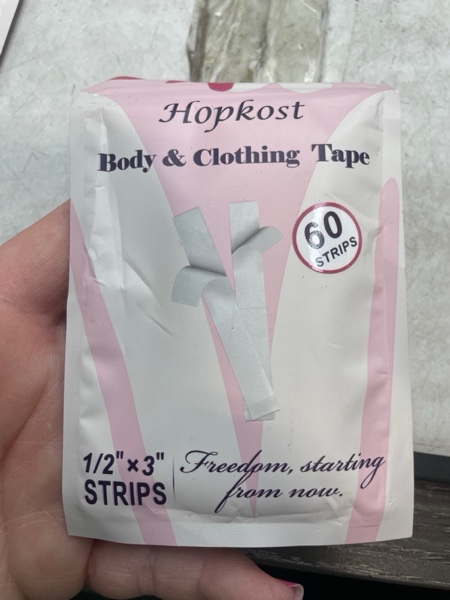 Hopkost
Body & Clothing Tape
60
STRIPS
1/2"×3"
STRIPS
Freedom, starting
from now.